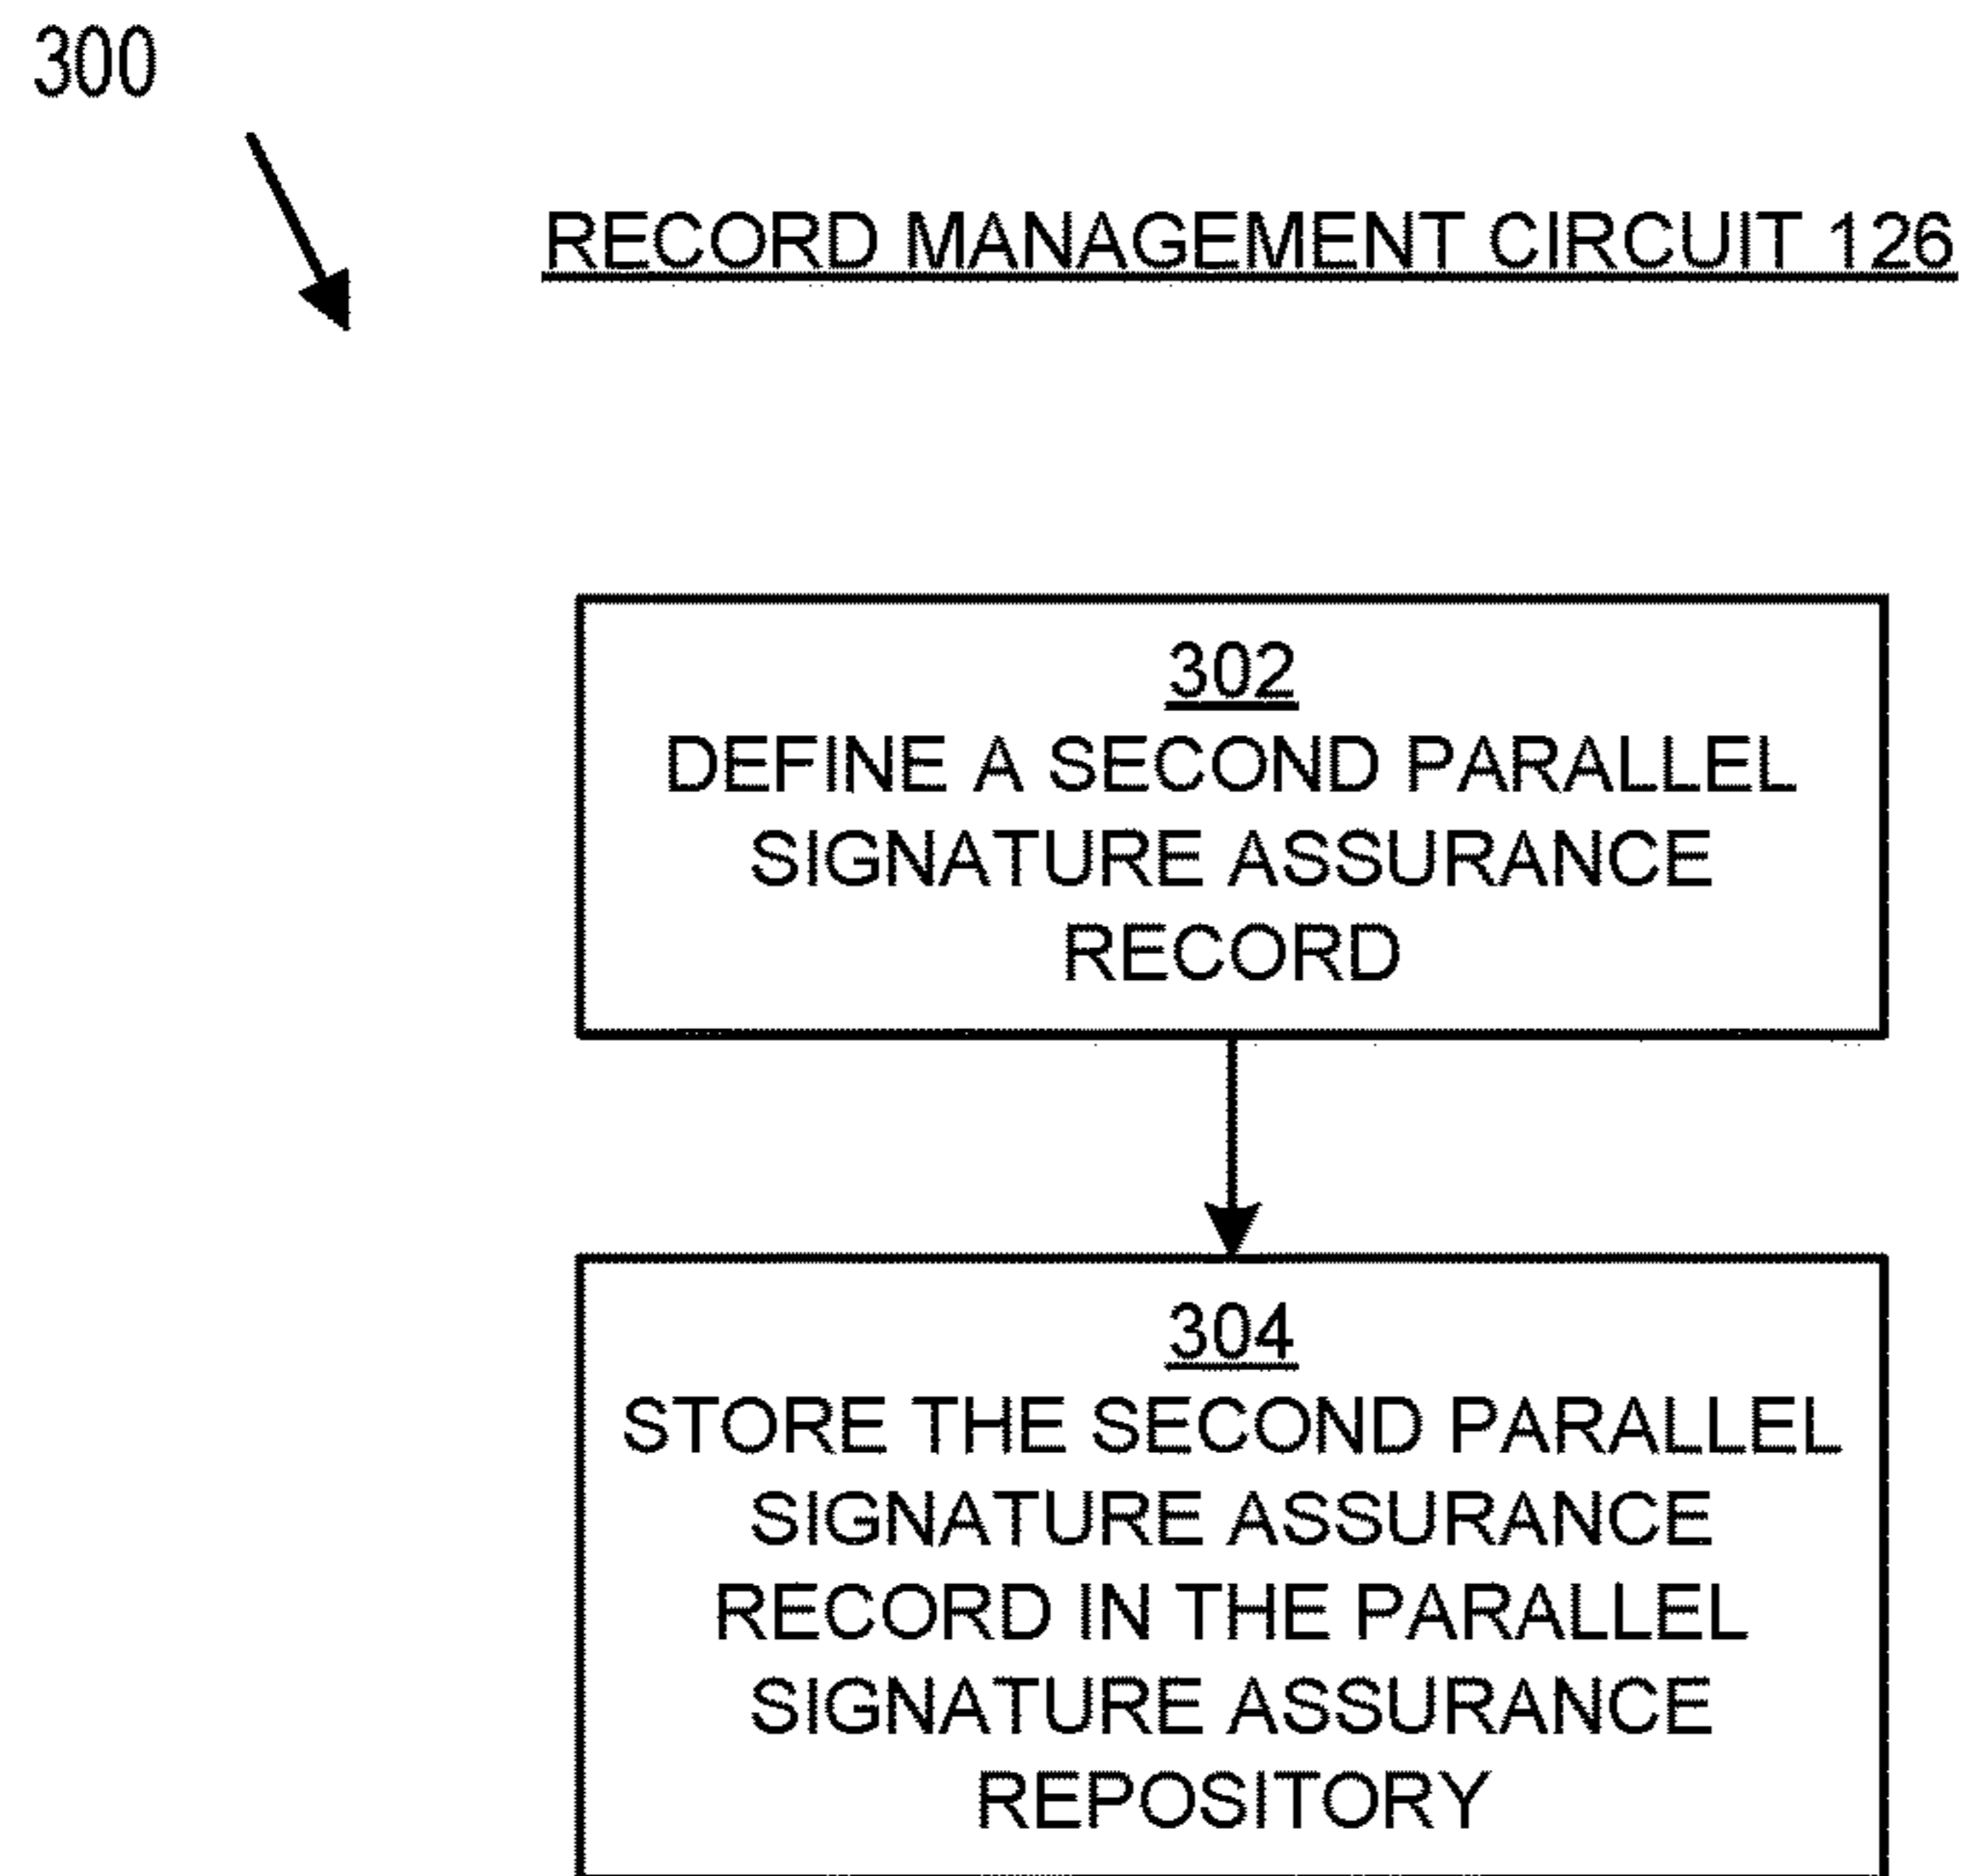 300
RECORD MANAGEMENT CIRCUIT 126
302
DEFINE A SECOND PARALLEL
SIGNATURE ASSURANCE
RECORD
304
STORE THE SECOND PARALLEL
SIGNATURE ASSURANCE
RECORD IN THE PARALLEL
SIGNATURE ASSURANCE
REPOSITORY